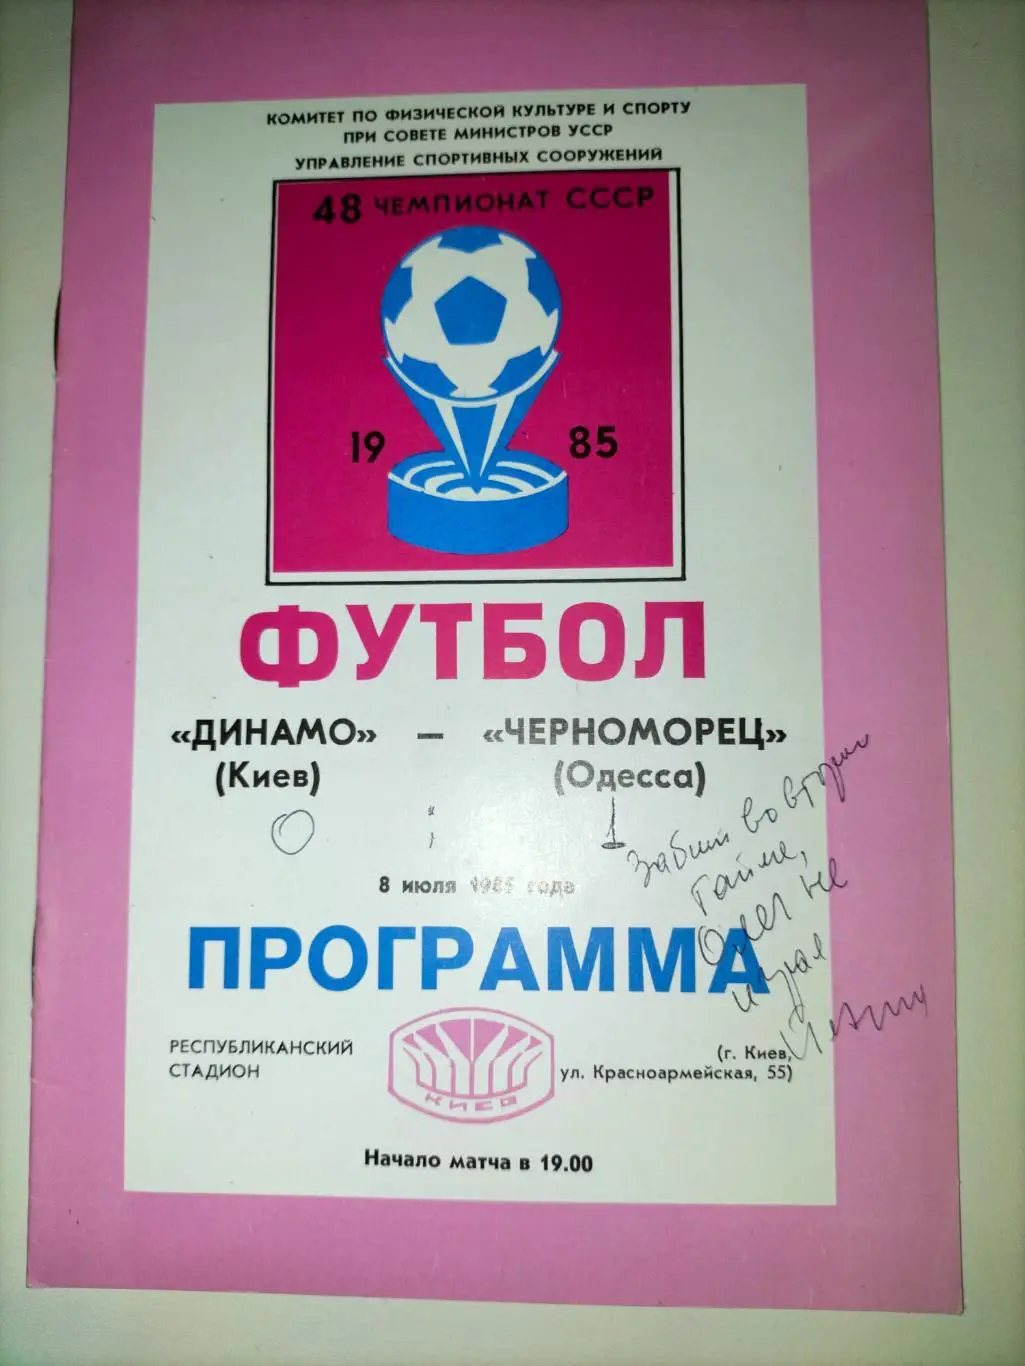 КОМИТЕТ ПО ФИЗИЧЕСКОЙ КУЛЬТУРЕ И СПОРТУ
ПРИ СОВЕТЕ МИНИСТРОВ УССР
УПРАВЛЕНИЕ СПОРТИВНЫХ СООРУЖЕНИЙ
48 ЧЕМПИОНАТ СССР
19 85
ФУТБОЛ
«ДИНАМО» — «ЧЕРНОМОРЕЦ»
(Киев) (Одесса)
0 : 1
8 июля 1985 года
Забили во втором
тайме,
Олег не
играл
ПРОГРАММА
РЕСПУБЛИКАНСКИЙ
СТАДИОН
КИЕВ
(г. Киев,
ул. Красноармейская, 55)
Начало матча в 19.00